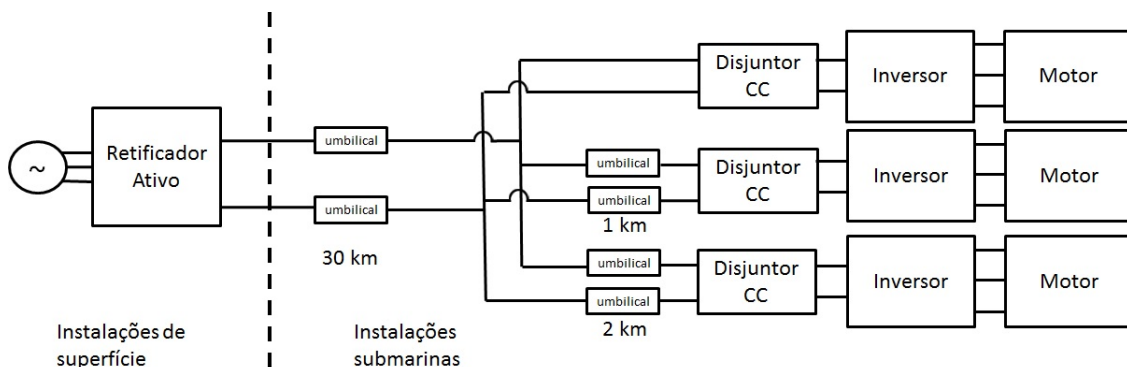 Disjuntor
CC
Inversor
Motor
~
Retificador
Ativo
umbilical
umbilical
30 km
umbilical
umbilical
1 km
Disjuntor
CC
Inversor
Motor
umbilical
umbilical
2 km
Disjuntor
CC
Inversor
Motor
Instalações de
superfície
Instalações
submarinas